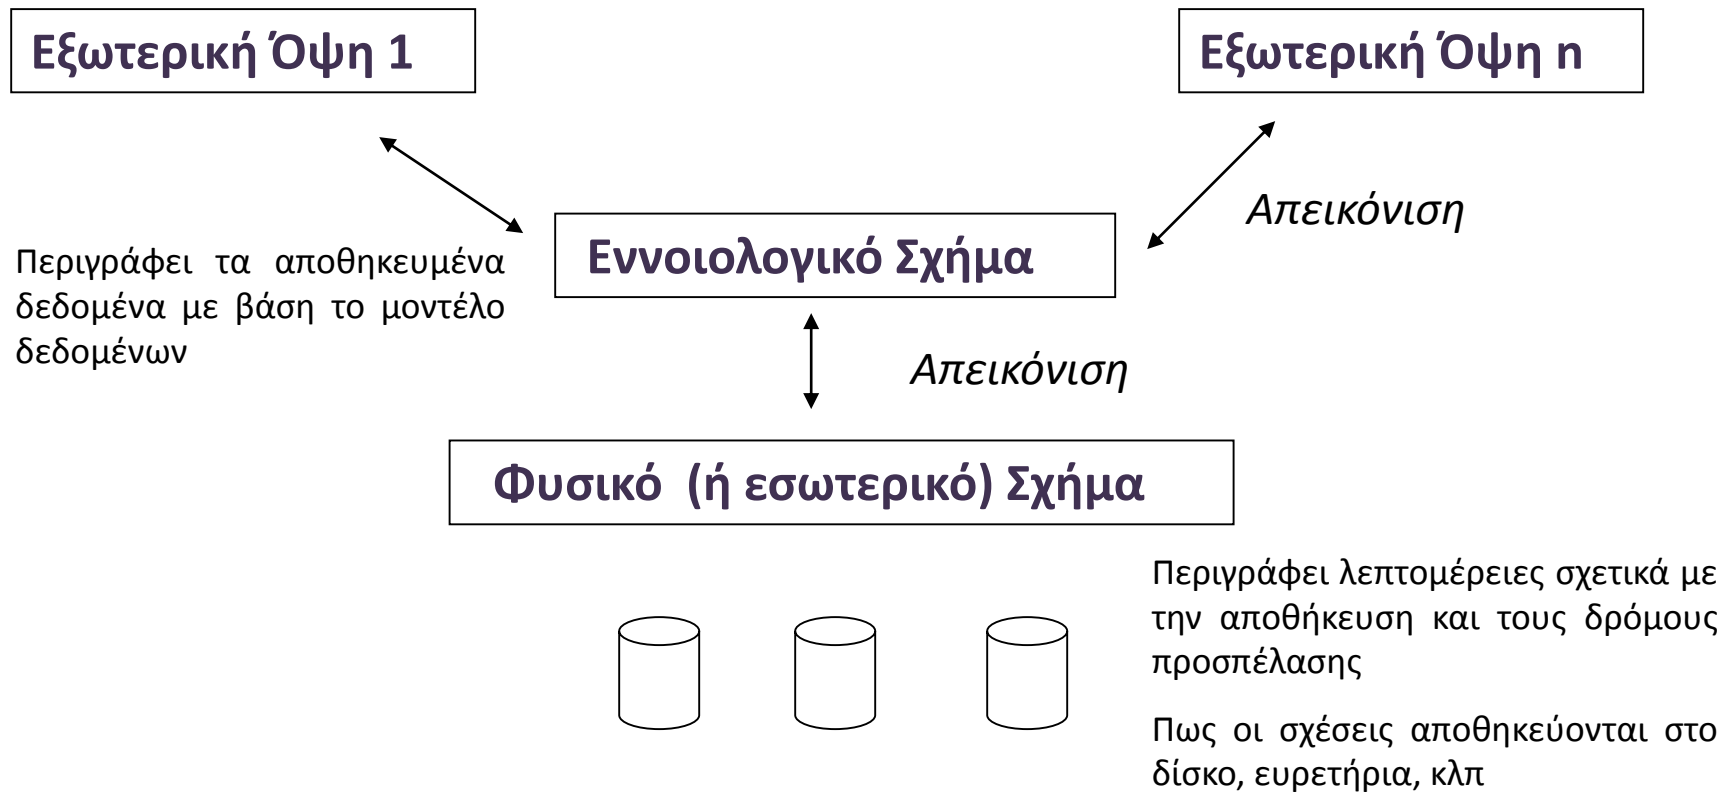 Εξωτερική Όψη 1
Εξωτερική Όψη n
Απεικόνιση
Εννοιολογικό Σχήμα
Περιγράφει τα αποθηκευμένα
δεδομένα με βάση το μοντέλο
δεδομένων
Απεικόνιση
Φυσικό (ή εσωτερικό) Σχήμα
Περιγράφει λεπτομέρειες σχετικά με
την αποθήκευση και τους δρόμους
προσπέλασης
Πως οι σχέσεις αποθηκεύονται στο
δίσκο, ευρετήρια, κλπ